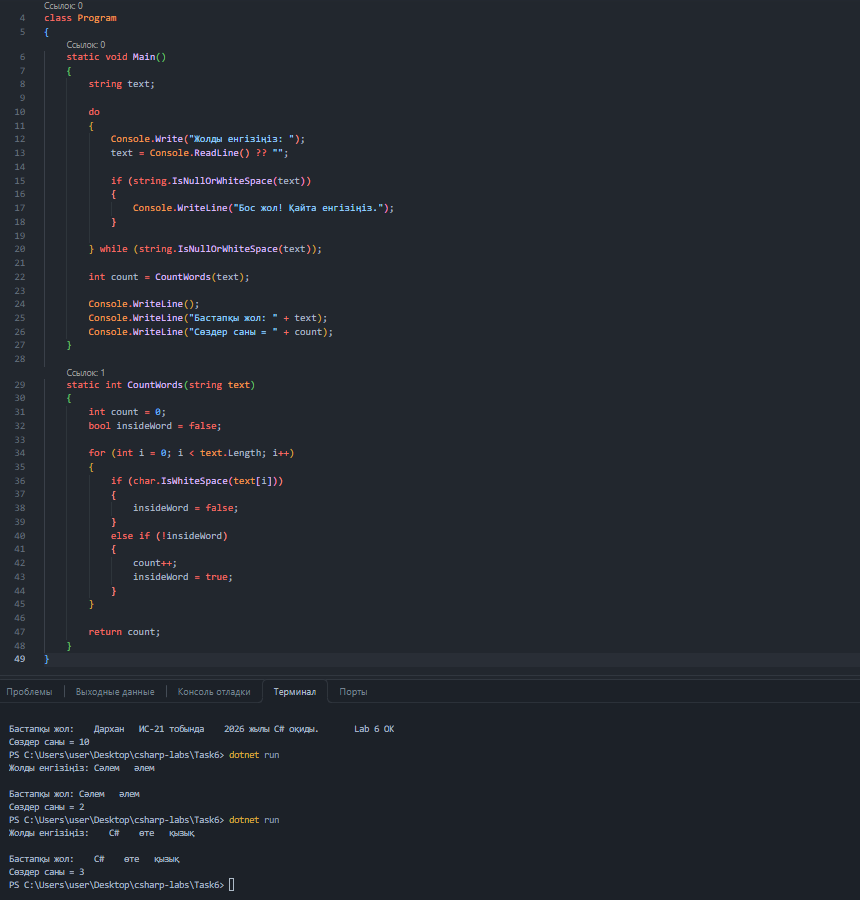 Ссылок: 0
4 class Program
5 {
Ссылок: 0
6 static void Main()
7 {
8 string text;
9
10 do
11 {
12 Console.Write("Жолды енгізіңіз: ");
13 text = Console.ReadLine() ?? "";
14
15 if (string.IsNullOrWhiteSpace(text))
16 {
17 Console.WriteLine("Бос жол! Қайта енгізіңіз.");
18 }
19
20 } while (string.IsNullOrWhiteSpace(text));
21
22 int count = CountWords(text);
23
24 Console.WriteLine();
25 Console.WriteLine("Бастапқы жол: " + text);
26 Console.WriteLine("Сөздер саны = " + count);
27 }
28
Ссылок: 1
29 static int CountWords(string text)
30 {
31 int count = 0;
32 bool insideWord = false;
33
34 for (int i = 0; i < text.Length; i++)
35 {
36 if (char.IsWhiteSpace(text[i]))
37 {
38 insideWord = false;
39 }
40 else if (!insideWord)
41 {
42 count++;
43 insideWord = true;
44 }
45 }
46
47 return count;
48 }
49 }
Проблемы Выходные данные Консоль отладки Терминал Порты
Бастапқы жол:    Дархан   ИС-21 тобында    2026 жылы C# оқиды.       Lab 6 OK
Сөздер саны = 10
PS C:\Users\user\Desktop\csharp-labs\Task6> dotnet run
Жолды енгізіңіз: Сәлем   әлем

Бастапқы жол: Сәлем   әлем
Сөздер саны = 2
PS C:\Users\user\Desktop\csharp-labs\Task6> dotnet run
Жолды енгізіңіз:    C#    өте   қызық

Бастапқы жол:    C#    өте   қызық
Сөздер саны = 3
PS C:\Users\user\Desktop\csharp-labs\Task6>